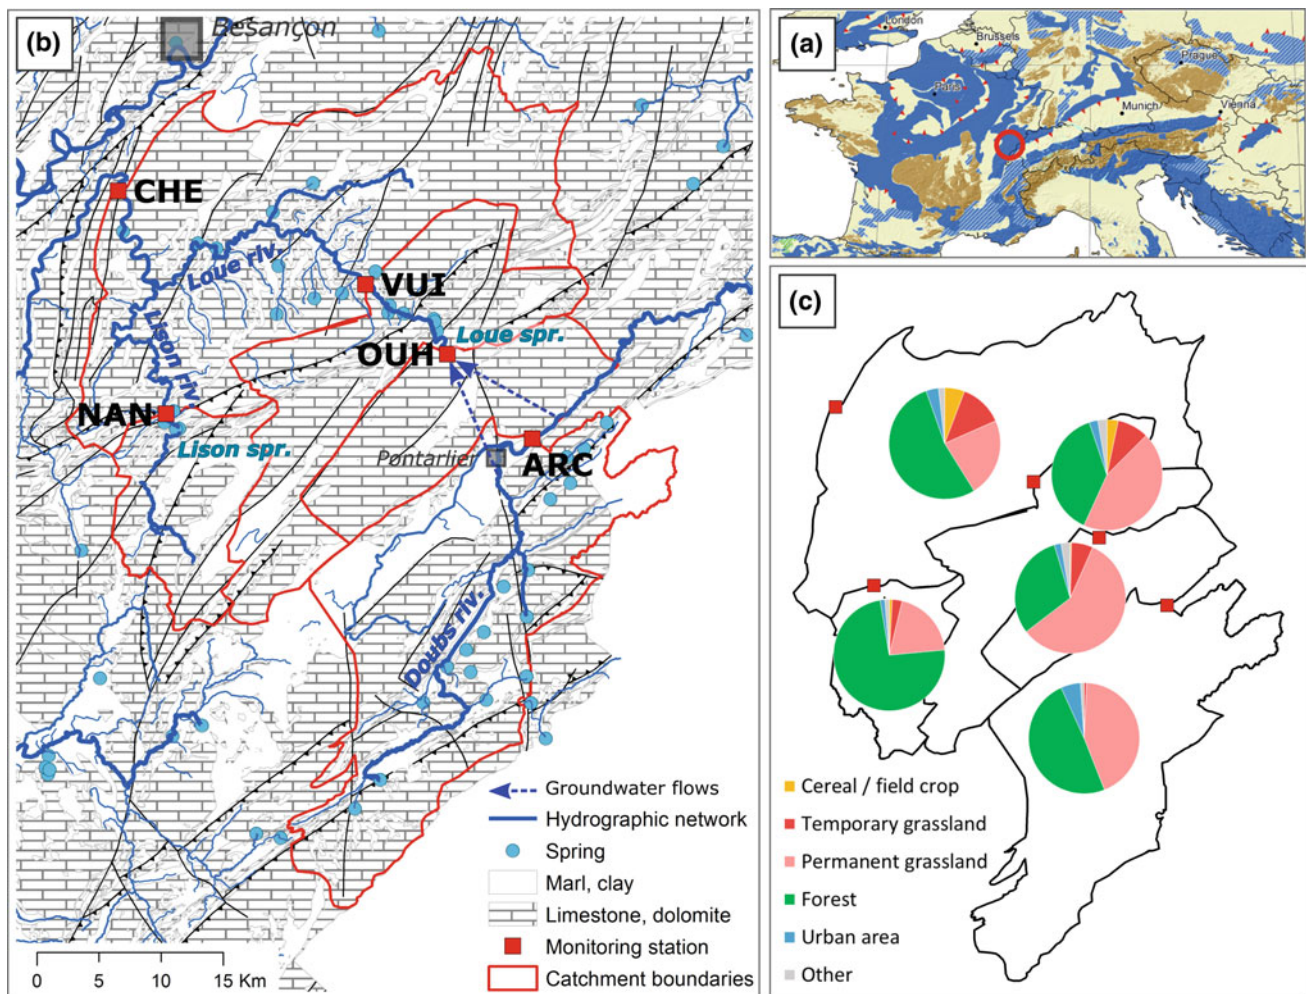 (b)
Besançon
CHE
Loue riv.
VUI
Loue spr.
OUH
Lison riv.
NAN
Lison spr.
Pontarlier
ARC
Doubs riv.
Groundwater flows
Hydrographic network
Spring
Marl, clay
Limestone, dolomite
Monitoring station
Catchment boundaries
0 5 10 15 Km
(a)
London
Brussels
Prague
Paris
Munich
Vienna
(c)
Cereal / field crop
Temporary grassland
Permanent grassland
Forest
Urban area
Other